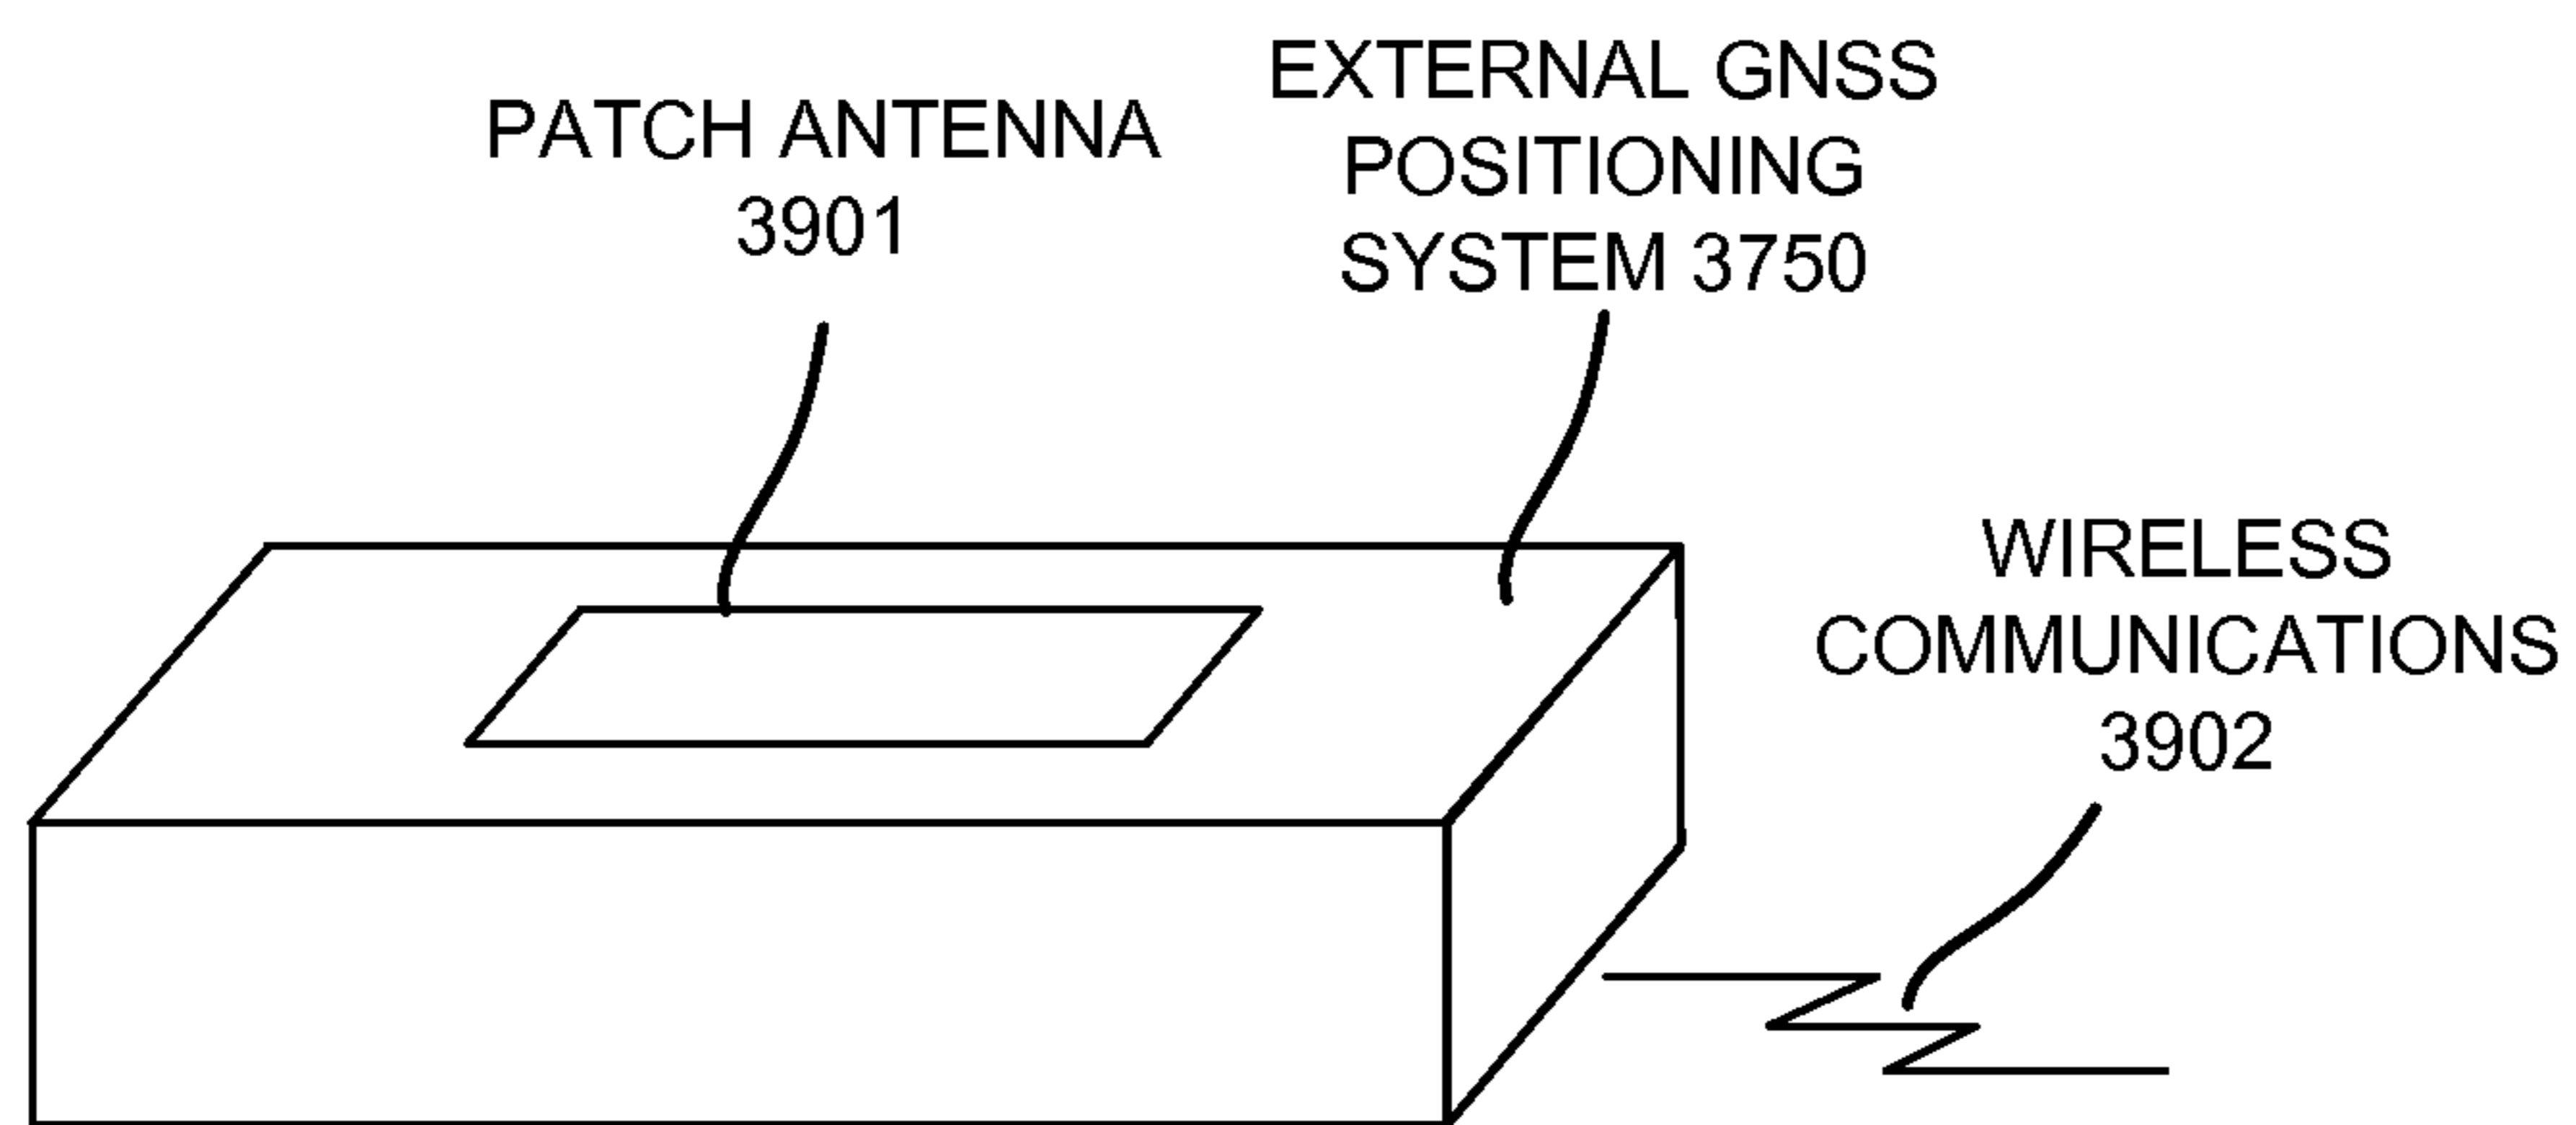 PATCH ANTENNA
3901
EXTERNAL GNSS
POSITIONING
SYSTEM 3750
WIRELESS
COMMUNICATIONS
3902